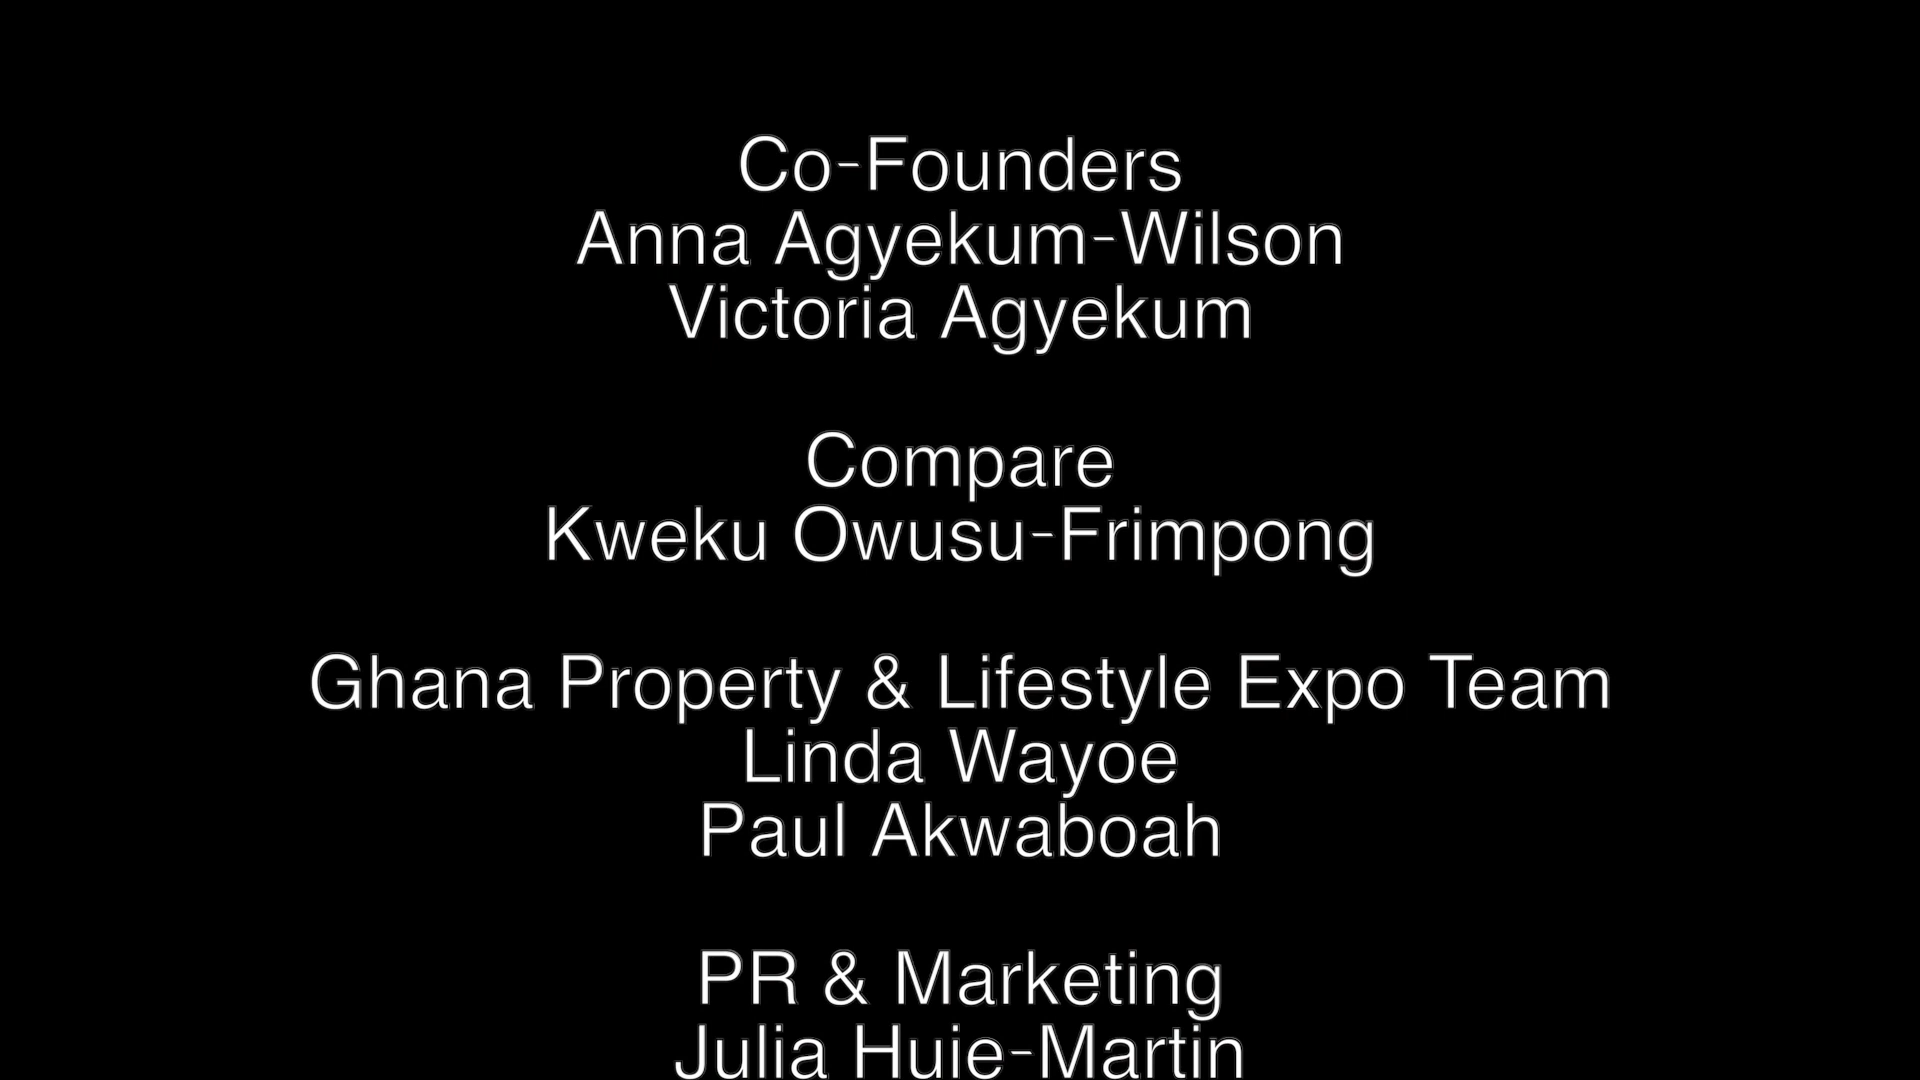 Co-Founders
Anna Agyekum-Wilson
Victoria Agyekum
Compare
Kweku Owusu-Frimpong
Ghana Property & Lifestyle Expo Team
Linda Wayoe
Paul Akwaboah
PR & Marketing
Julia Huie-Martin